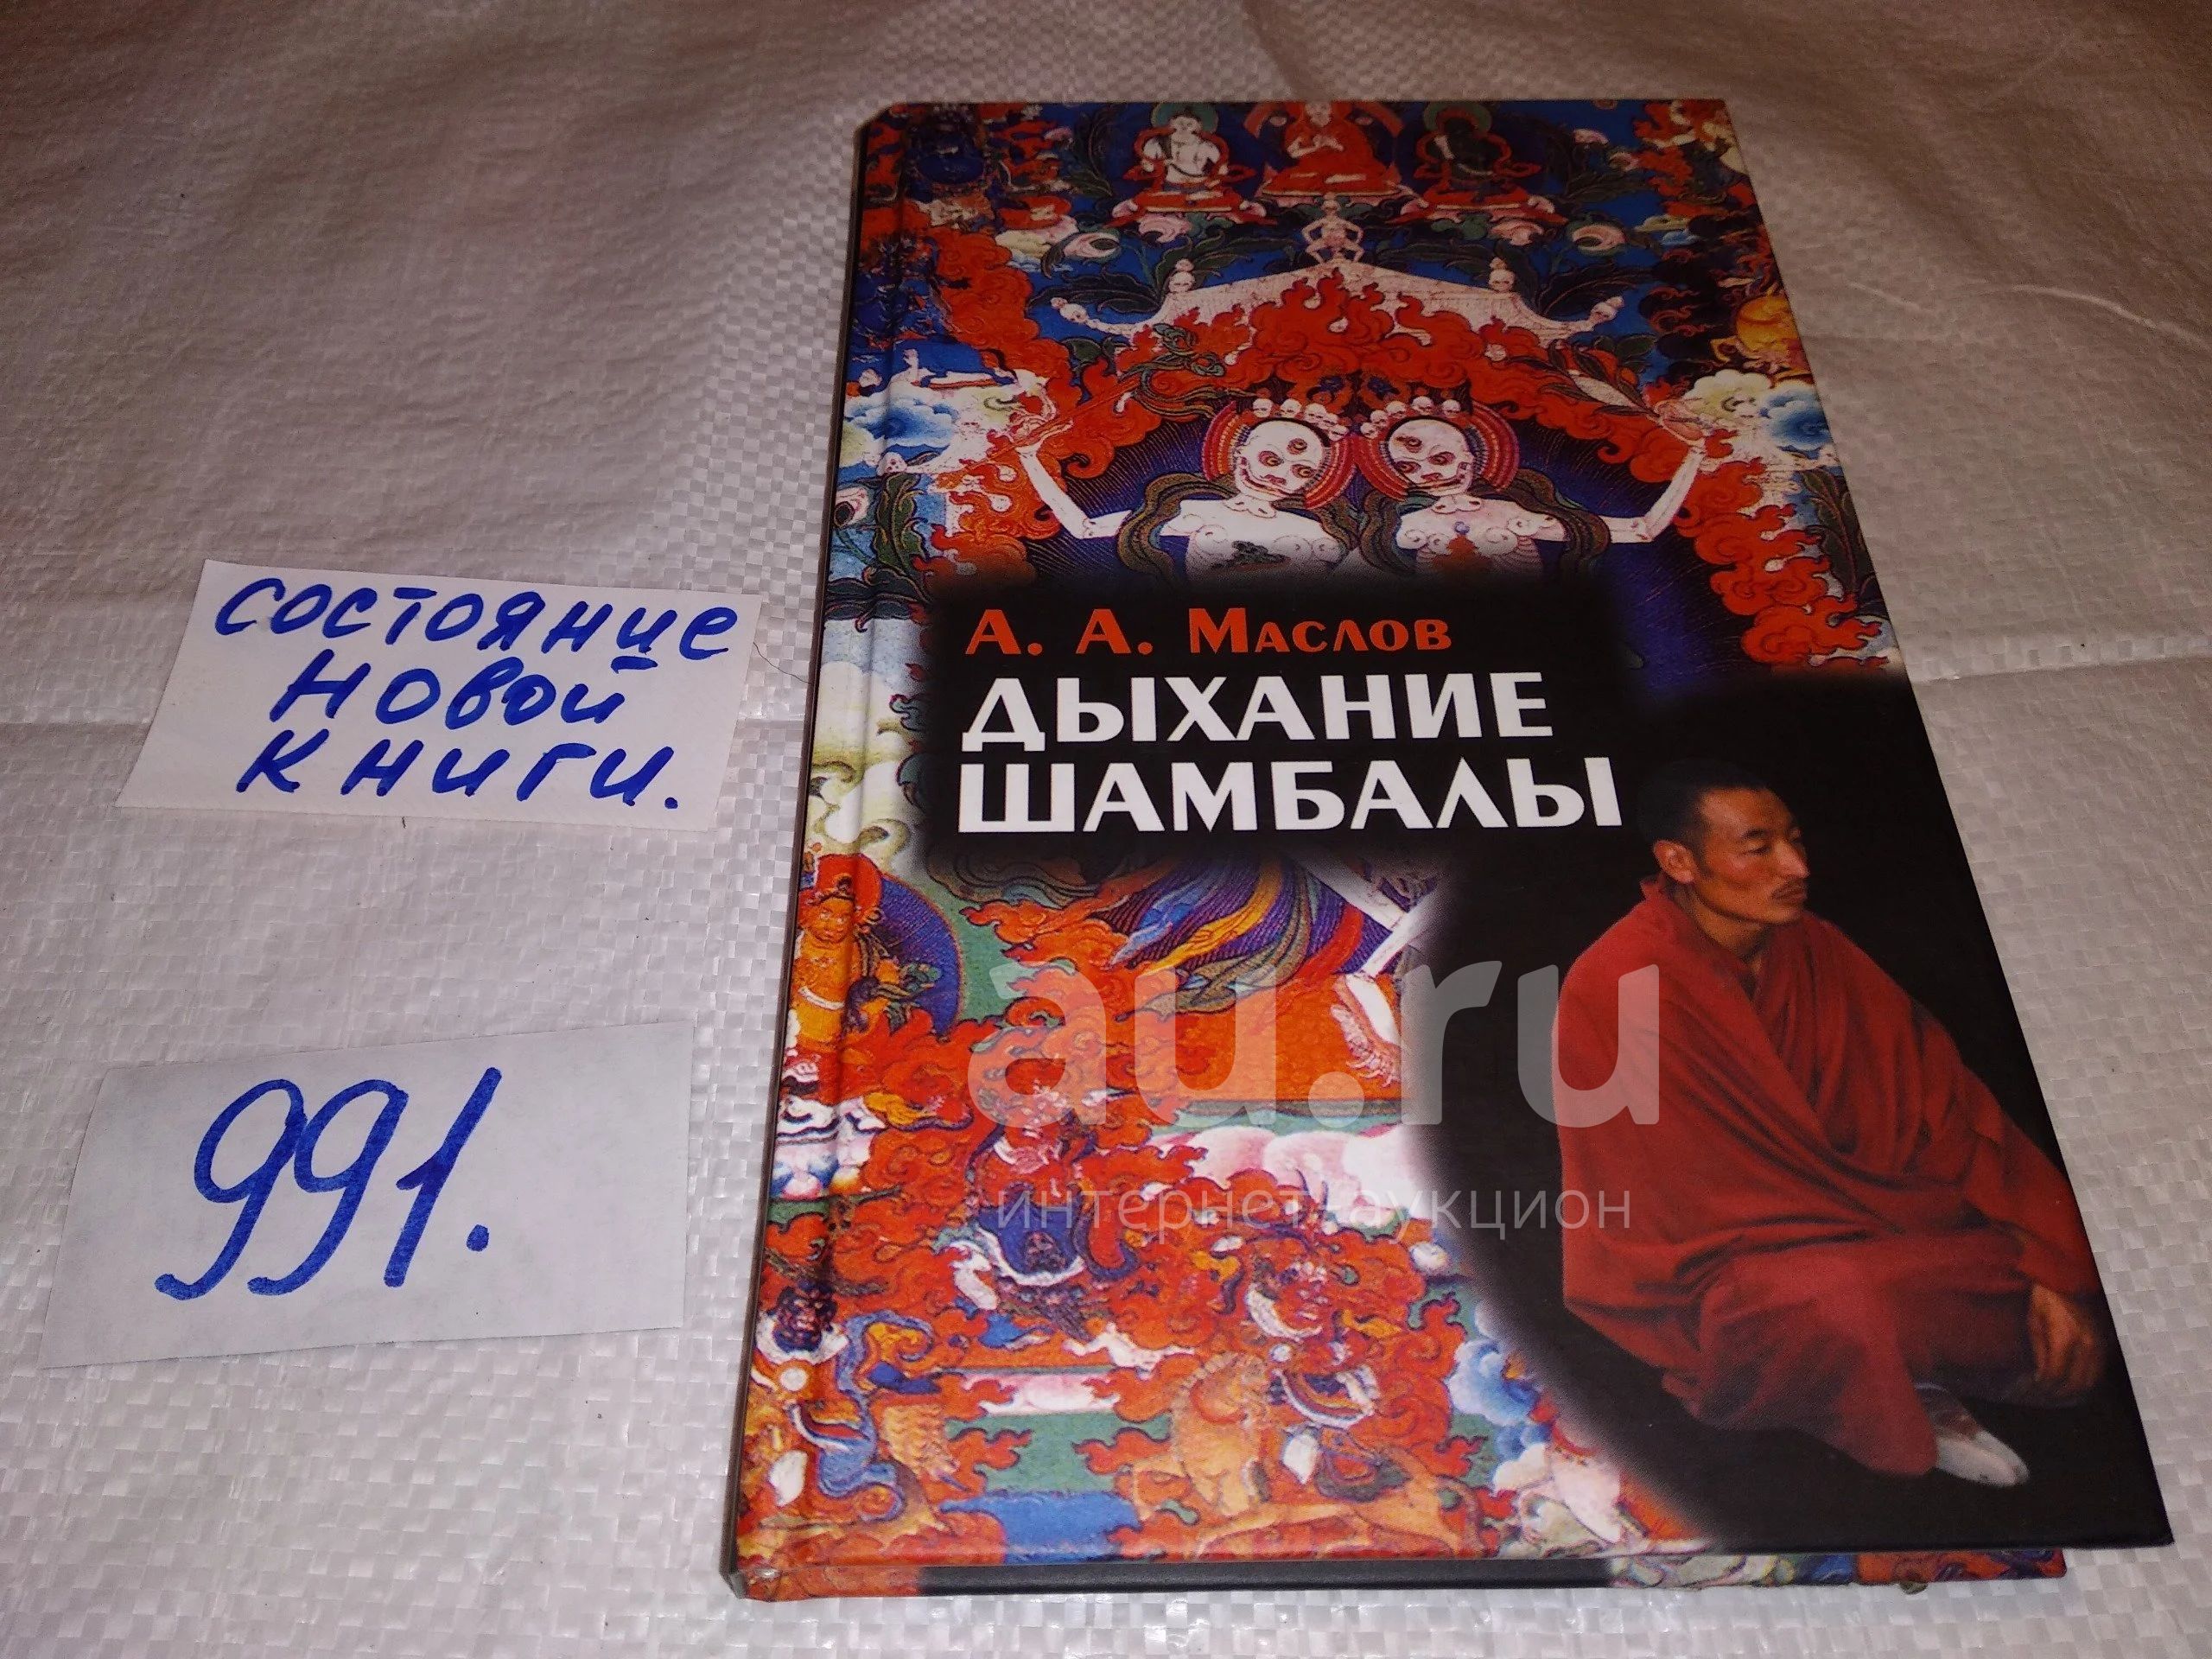 состояние
новой
книги.
991.
А. А. Маслов
ДЫХАНИЕ
ШАМБАЛЫ
au.ru
интернет-аукцион